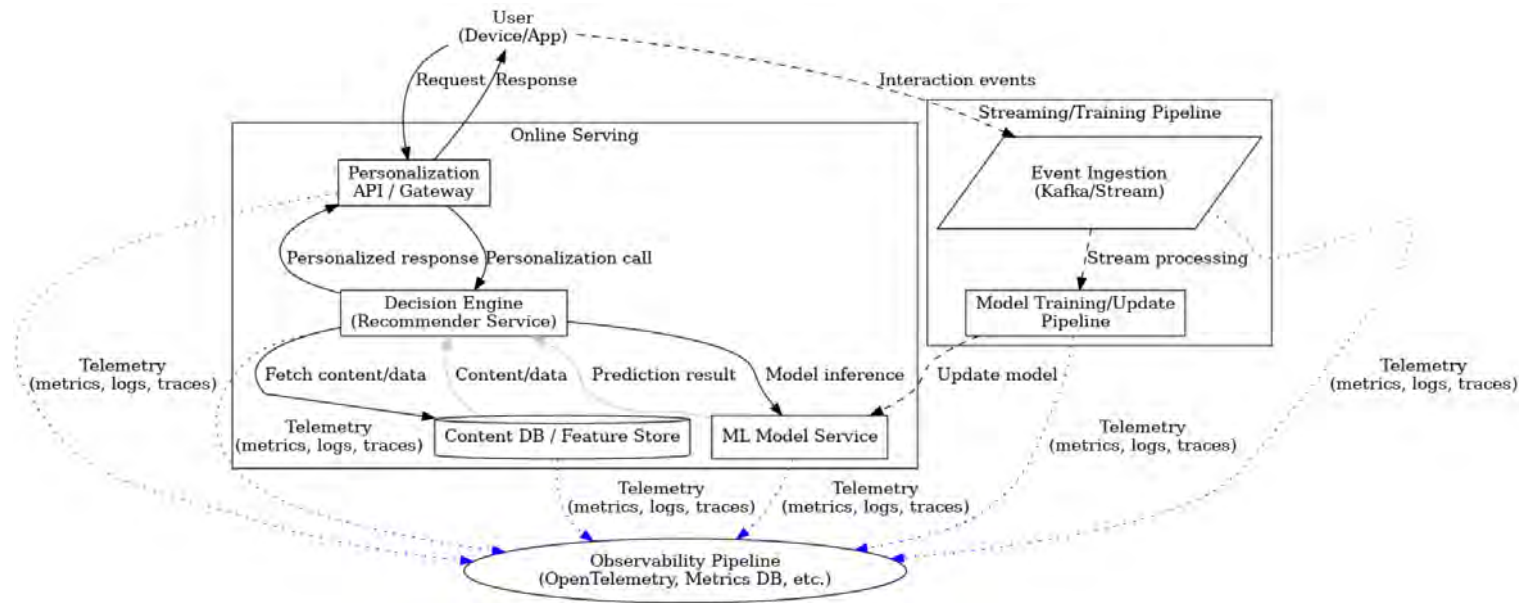 User
(Device/App)
Request
Response
Interaction events
Streaming/Training Pipeline
Online Serving
Personalization
API / Gateway
Event Ingestion
(Kafka/Stream)
Personalized response
Personalization call
Stream processing
Decision Engine
(Recommender Service)
Model Training/Update
Pipeline
Telemetry
(metrics, logs, traces)
Fetch content/data
Content/data
Prediction result
Model inference
Update model
Telemetry
(metrics, logs, traces)
Telemetry
(metrics, logs, traces)
Content DB / Feature Store
ML Model Service
Telemetry
(metrics, logs, traces)
Telemetry
(metrics, logs, traces)
Telemetry
(metrics, logs, traces)
Observability Pipeline
(OpenTelemetry, Metrics DB, etc.)